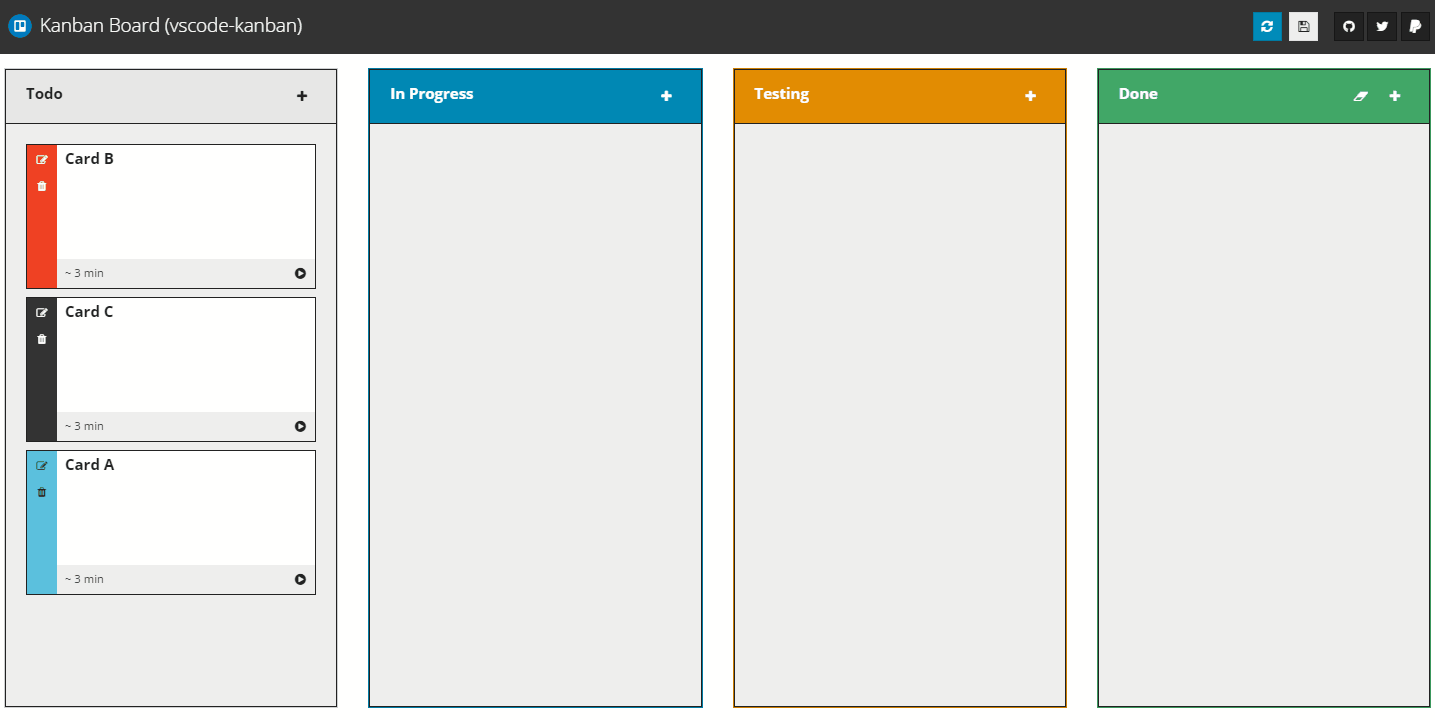 Kanban Board (vscode-kanban)
Todo
In Progress
Testing
Done
Card B
~ 3 min
Card C
~ 3 min
Card A
~ 3 min